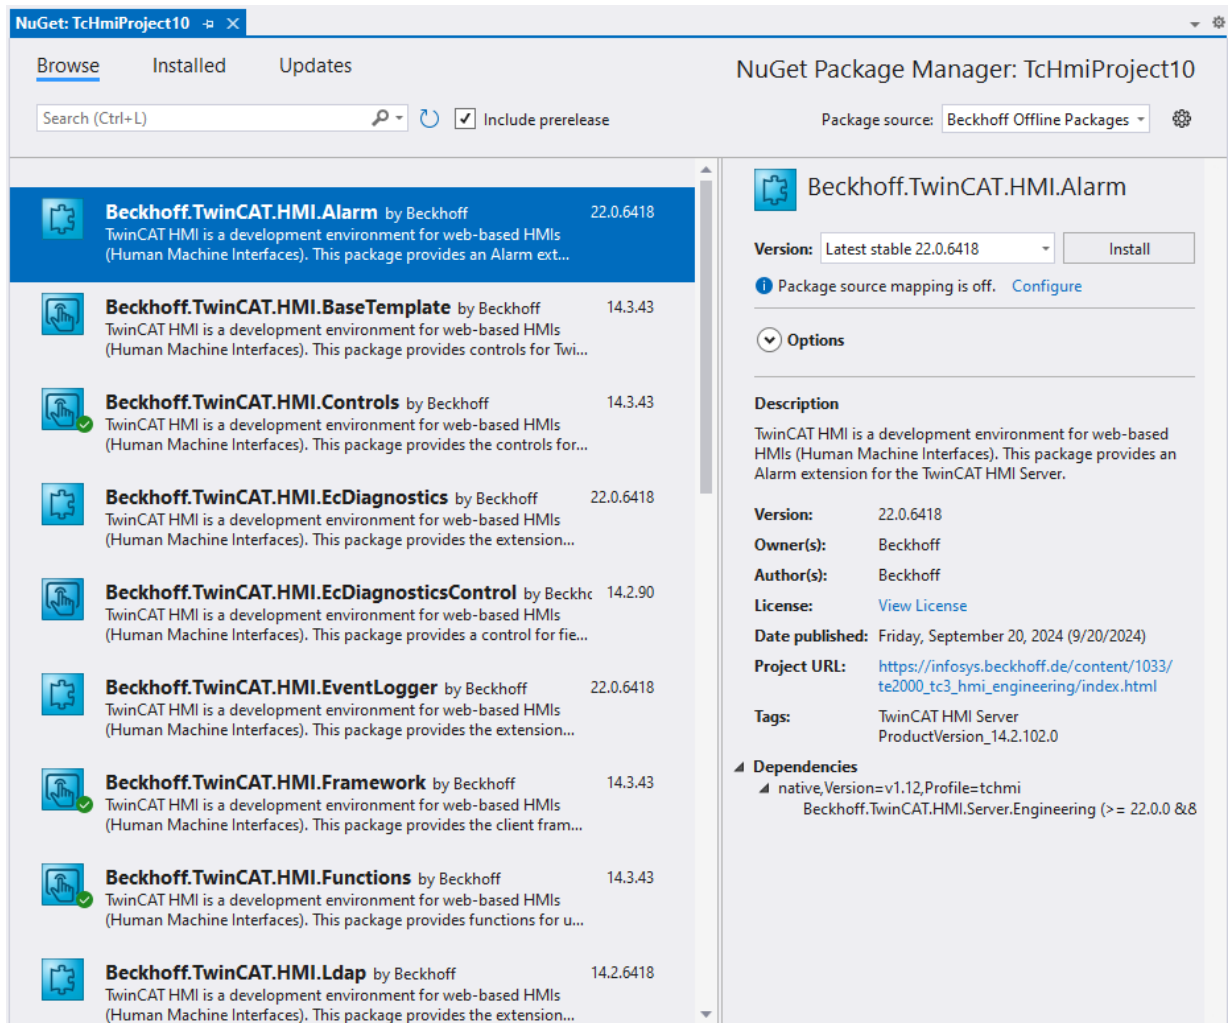 NuGet: TcHmiProject10
Browse Installed Updates
NuGet Package Manager: TcHmiProject10
Search (Ctrl+L)
Include prerelease
Package source: Beckhoff Offline Packages
Beckhoff.TwinCAT.HMI.Alarm by Beckhoff 22.0.6418
TwinCAT HMI is a development environment for web-based HMIs
(Human Machine Interfaces). This package provides an Alarm ext...
Beckhoff.TwinCAT.HMI.BaseTemplate by Beckhoff 14.3.43
TwinCAT HMI is a development environment for web-based HMIs
(Human Machine Interfaces). This package provides controls for Twi...
Beckhoff.TwinCAT.HMI.Controls by Beckhoff 14.3.43
TwinCAT HMI is a development environment for web-based HMIs
(Human Machine Interfaces). This package provides the controls for...
Beckhoff.TwinCAT.HMI.EcDiagnostics by Beckhoff 22.0.6418
TwinCAT HMI is a development environment for web-based HMIs
(Human Machine Interfaces). This package provides the extension...
Beckhoff.TwinCAT.HMI.EcDiagnosticsControl by Beckhc 14.2.90
TwinCAT HMI is a development environment for web-based HMIs
(Human Machine Interfaces). This package provides a control for fie...
Beckhoff.TwinCAT.HMI.EventLogger by Beckhoff 22.0.6418
TwinCAT HMI is a development environment for web-based HMIs
(Human Machine Interfaces). This package provides the extension...
Beckhoff.TwinCAT.HMI.Framework by Beckhoff 14.3.43
TwinCAT HMI is a development environment for web-based HMIs
(Human Machine Interfaces). This package provides the client fram...
Beckhoff.TwinCAT.HMI.Functions by Beckhoff 14.3.43
TwinCAT HMI is a development environment for web-based HMIs
(Human Machine Interfaces). This package provides functions for u...
Beckhoff.TwinCAT.HMI.Ldap by Beckhoff 14.2.6418
TwinCAT HMI is a development environment for web-based HMIs
(Human Machine Interfaces). This package provides the extension...
Beckhoff.TwinCAT.HMI.Alarm
Version: Latest stable 22.0.6418 Install
Package source mapping is off. Configure
Options
Description
TwinCAT HMI is a development environment for web-based
HMIs (Human Machine Interfaces). This package provides an
Alarm extension for the TwinCAT HMI Server.
Version: 22.0.6418
Owner(s): Beckhoff
Author(s): Beckhoff
License: View License
Date published: Friday, September 20, 2024 (9/20/2024)
Project URL: https://infosys.beckhoff.de/content/1033/
te2000_tc3_hmi_engineering/index.html
Tags: TwinCAT HMI Server
ProductVersion_14.2.102.0
Dependencies
native,Version=v1.12,Profile=tchmi
Beckhoff.TwinCAT.HMI.Server.Engineering (>= 22.0.0 &8